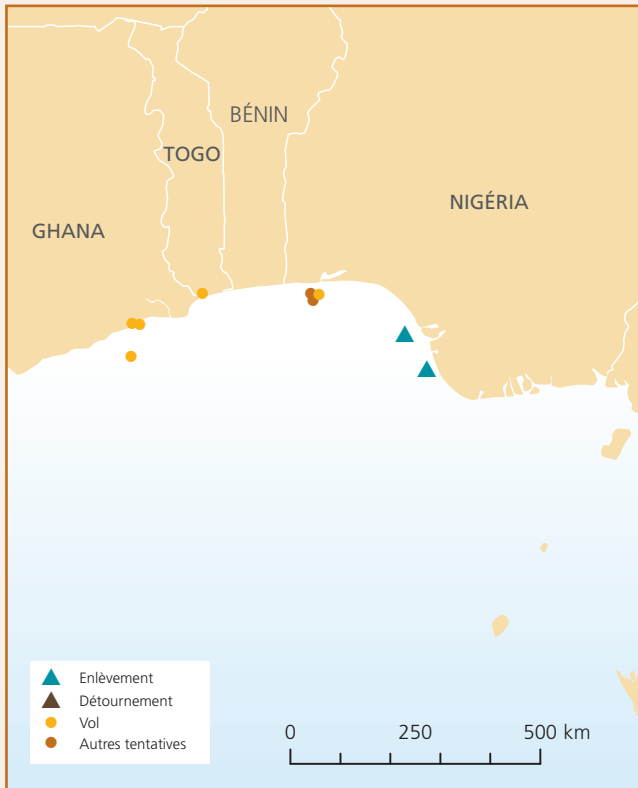 BÉNIN
TOGO
NIGÉRIA
GHANA
Enlèvement
Détournement
Vol
Autres tentatives
0 250 500 km